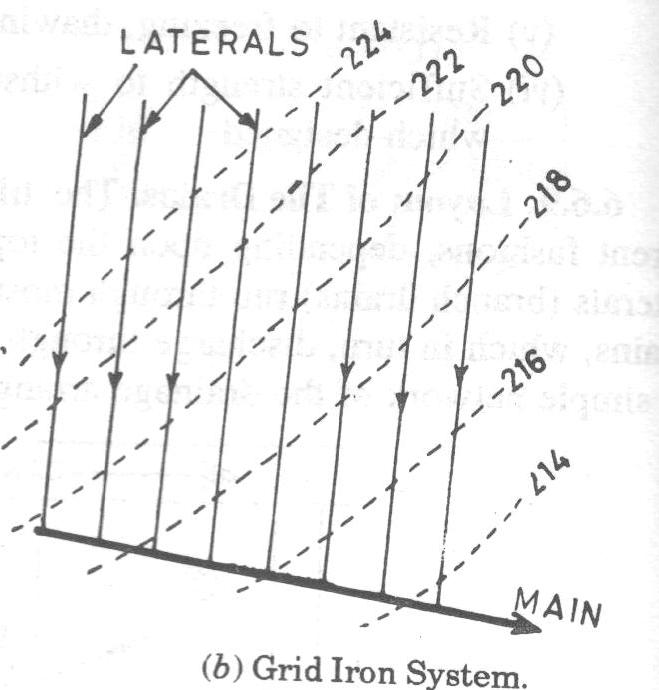 LATERALS
224
222
220
218
216
214
MAIN
(b) Grid Iron System.